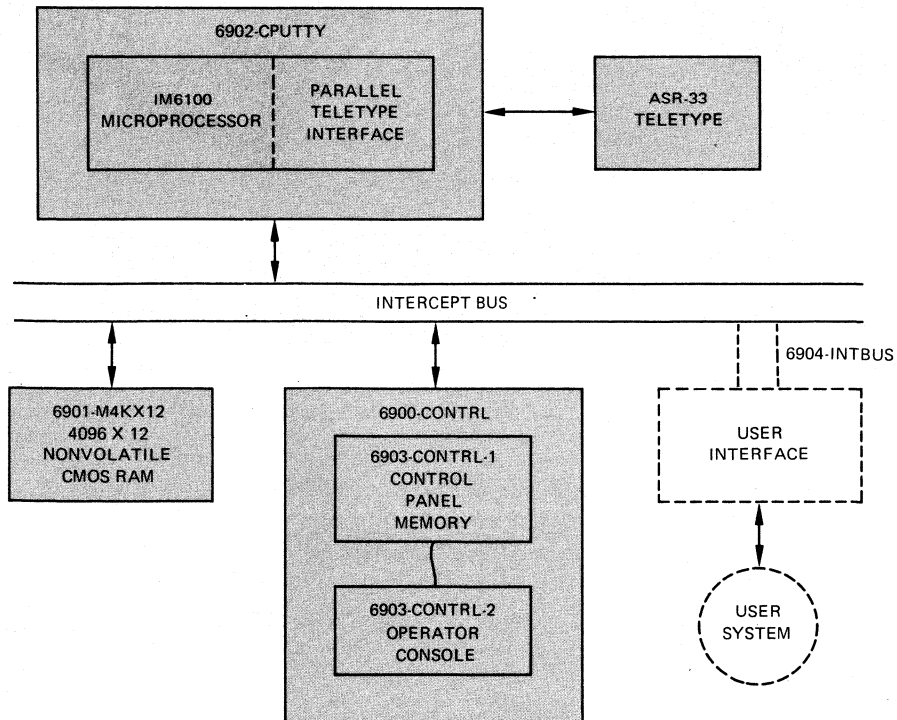 6902-CPUTTY
IM6100
MICROPROCESSOR
PARALLEL
TELETYPE
INTERFACE
ASR-33
TELETYPE
INTERCEPT BUS
6904-INTBUS
6901-M4KX12
4096 X 12
NONVOLATILE
CMOS RAM
6900-CONTRL
6903-CONTRL-1
CONTROL
PANEL
MEMORY
6903-CONTRL-2
OPERATOR
CONSOLE
USER
INTERFACE
USER
SYSTEM